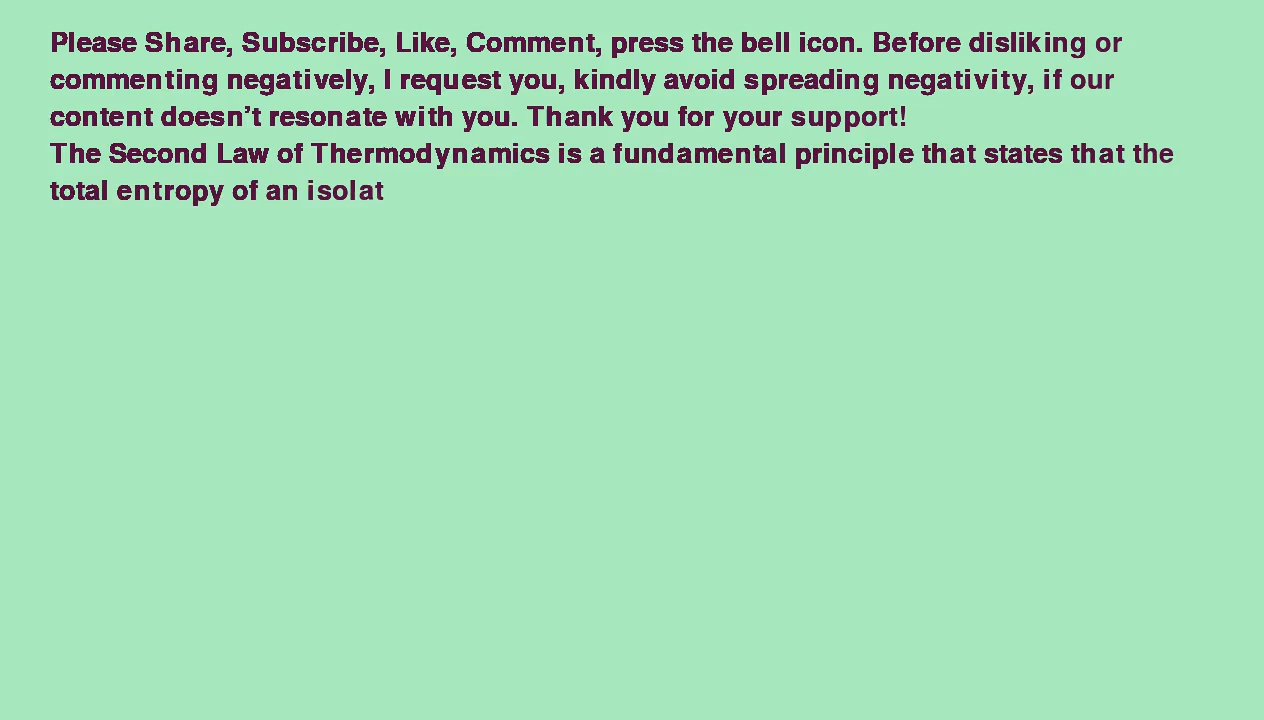 Please Share, Subscribe, Like, Comment, press the bell icon. Before disliking or
commenting negatively, I request you, kindly avoid spreading negativity, if our
content doesn’t resonate with you. Thank you for your support!
The Second Law of Thermodynamics is a fundamental principle that states that the
total entropy of an isolat